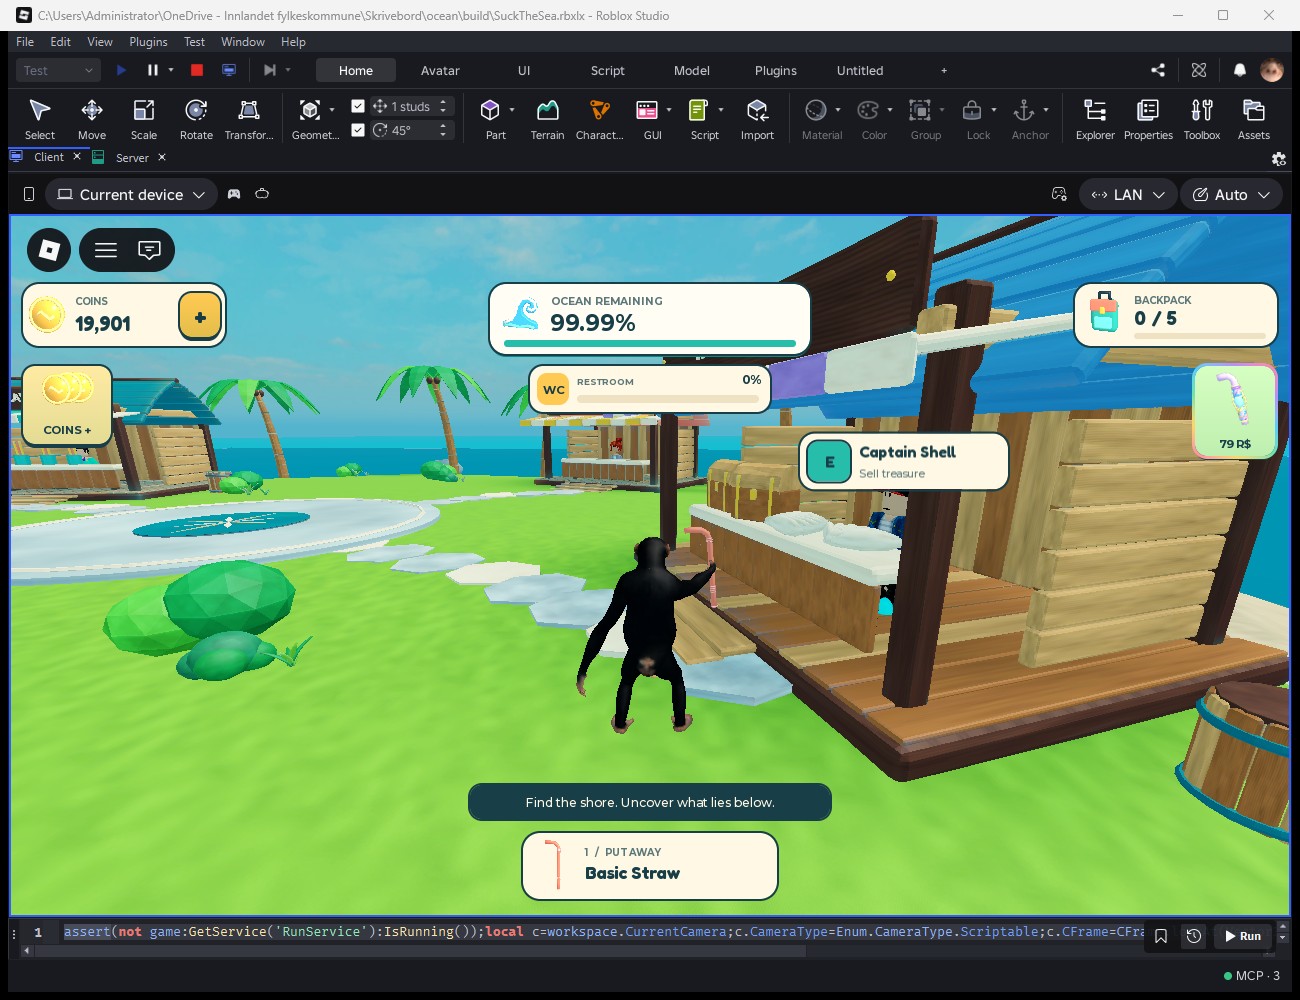 C:\Users\Administrator\OneDrive - Innlandet fylkeskommune\Skrivebord\ocean\build\SuckTheSea.rbxlx - Roblox Studio
File Edit View Plugins Test Window Help
Test
Home Avatar UI Script Model Plugins Untitled +
Select Move Scale Rotate Transfor... Geomet... 1 studs 45° Part Terrain Charact... GUI Script Import Material Color Group Lock Anchor Explorer Properties Toolbox Assets
Client Server
Current device LAN Auto
COINS
19,901
+
OCEAN REMAINING
99.99%
BACKPACK
0 / 5
WC RESTROOM 0%
COINS +
79 R$
E Captain Shell
Sell treasure
Find the shore. Uncover what lies below.
1 / PUT AWAY
Basic Straw
1 assert(not game:GetService('RunService'):IsRunning());local c=workspace.CurrentCamera;c.CameraType=Enum.CameraType.Scriptable;c.CFrame=CFra
Run
MCP · 3